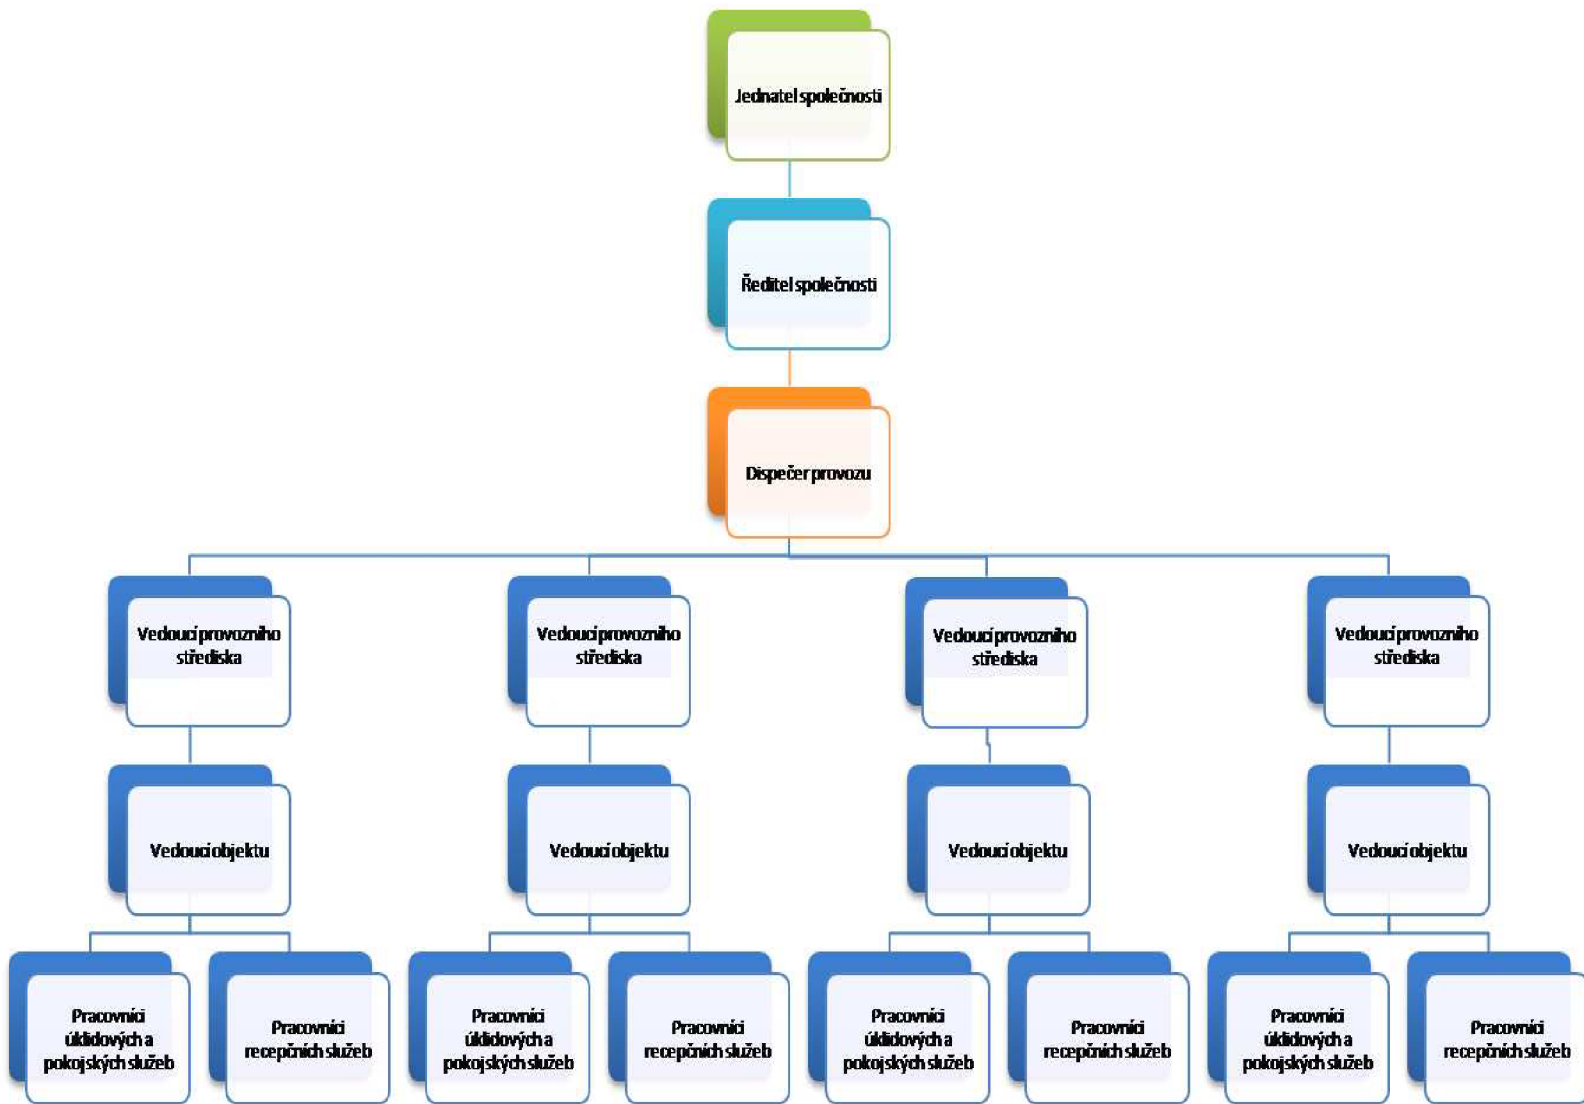 Jednatel společnosti
Ředitel společnosti
Dispečer provozu
Vedoucí provozního
střediska
Vedoucí provozního
střediska
Vedoucí provozního
střediska
Vedoucí provozního
střediska
Vedoucí objektu
Vedoucí objektu
Vedoucí objektu
Vedoucí objektu
Pracovníci
úklidových a
pokojských služeb
Pracovníci
recepčních služeb
Pracovníci
úklidových a
pokojských služeb
Pracovníci
recepčních služeb
Pracovníci
úklidových a
pokojských služeb
Pracovníci
recepčních služeb
Pracovníci
úklidových a
pokojských služeb
Pracovníci
recepčních služeb